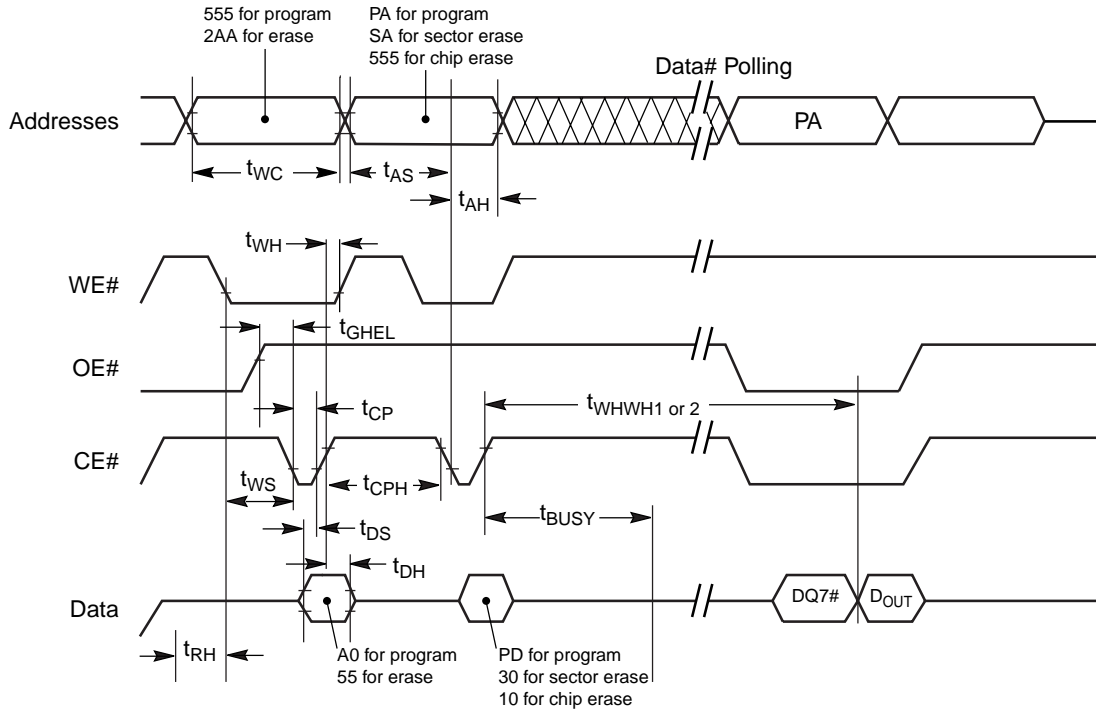 555 for program
2AA for erase
PA for program
SA for sector erase
555 for chip erase
Data# Polling
Addresses
PA
tWC
tAS
tAH
tWH
WE#
tGHEL
OE#
tWHWH1 or 2
tCP
CE#
tWS
tCPH
tBUSY
tDS
tDH
Data
DQ7#
DOUT
tRH
A0 for program
55 for erase
PD for program
30 for sector erase
10 for chip erase